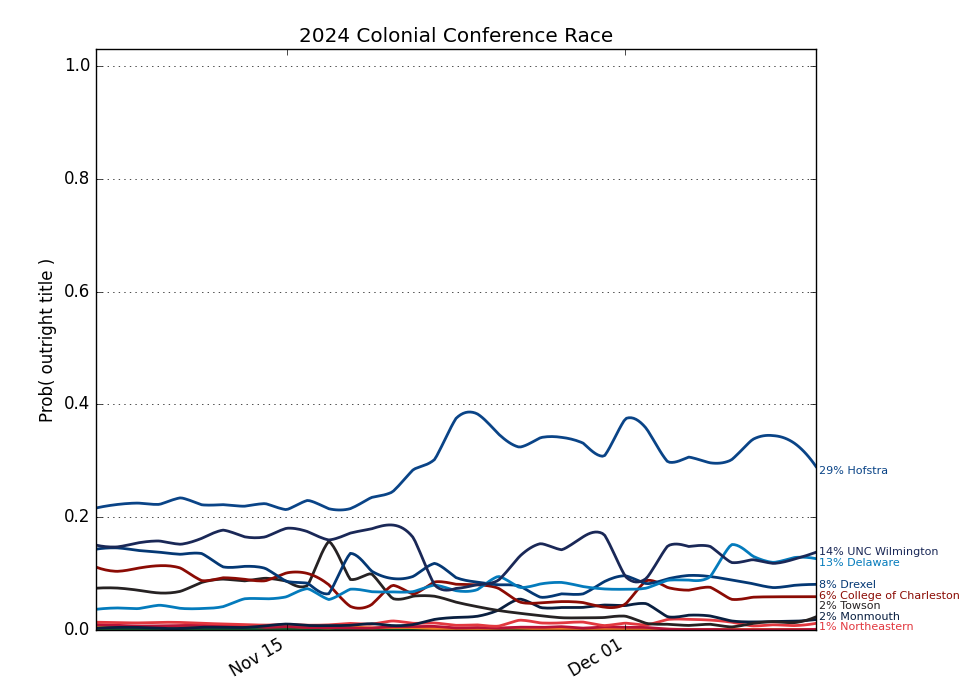 2024 Colonial Conference Race
Prob( outright title )
1.0
0.8
0.6
0.4
0.2
0.0
Nov 15
Dec 01
29% Hofstra
14% UNC Wilmington
13% Delaware
8% Drexel
6% College of Charleston
2% Towson
2% Monmouth
1% Northeastern